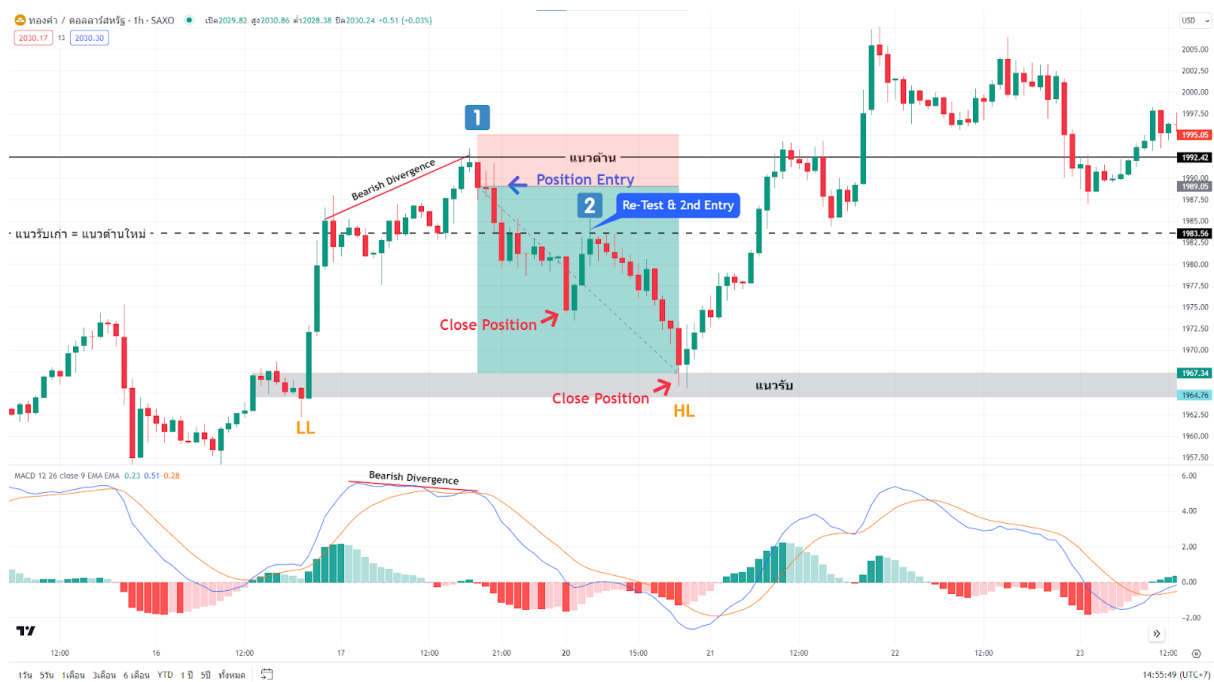 ทองคำ / ดอลลาร์สหรัฐ · 1h · SAXO เปิด2029.82 สูง2030.86 ต่ำ2028.38 ปิด2030.24 +0.51 (+0.03%)
USD
2030.17 13 2030.30
2005.00
2002.50
2000.00
1997.50
1
1995.05
Bearish Divergence
แนวต้าน
1992.42
Position Entry
1990.00
1989.05
1987.50
2
Re-Test & 2nd Entry
1985.00
แนวรับเก่า = แนวต้านใหม่
1983.56
1982.50
1980.00
1977.50
1975.00
Close Position
1972.50
1970.00
1967.34
แนวรับ
1964.76
Close Position
HL
1962.50
LL
1960.00
1957.50
MACD 12 26 close 9 EMA EMA 0.23 0.51 0.28
Bearish Divergence
6.00
4.00
2.00
0.00
−2.00
12:00 16 12:00 17 12:00 21:00 20 15:00 21 12:00 22 12:00 23 12:00
1วัน 5วัน 1เดือน 3เดือน 6 เดือน YTD 1 ปี 5ปี ทั้งหมด
14:55:49 (UTC+7)